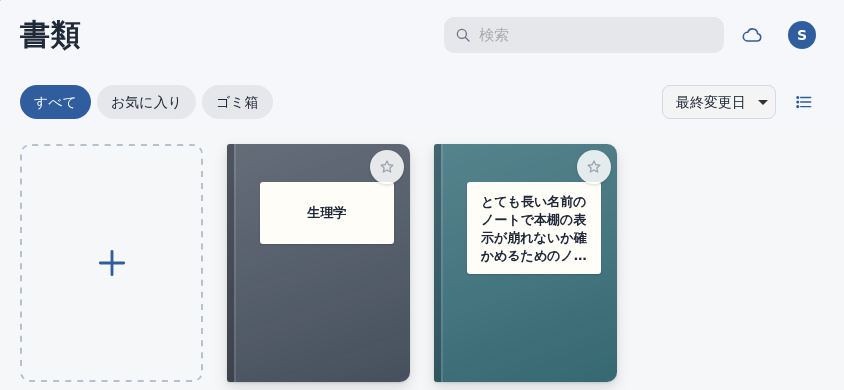 書類
検索
S
すべて
お気に入り
ゴミ箱
最終変更日
生理学
とても長い名前の
ノートで本棚の表
示が崩れないか確
かめるためのノ...